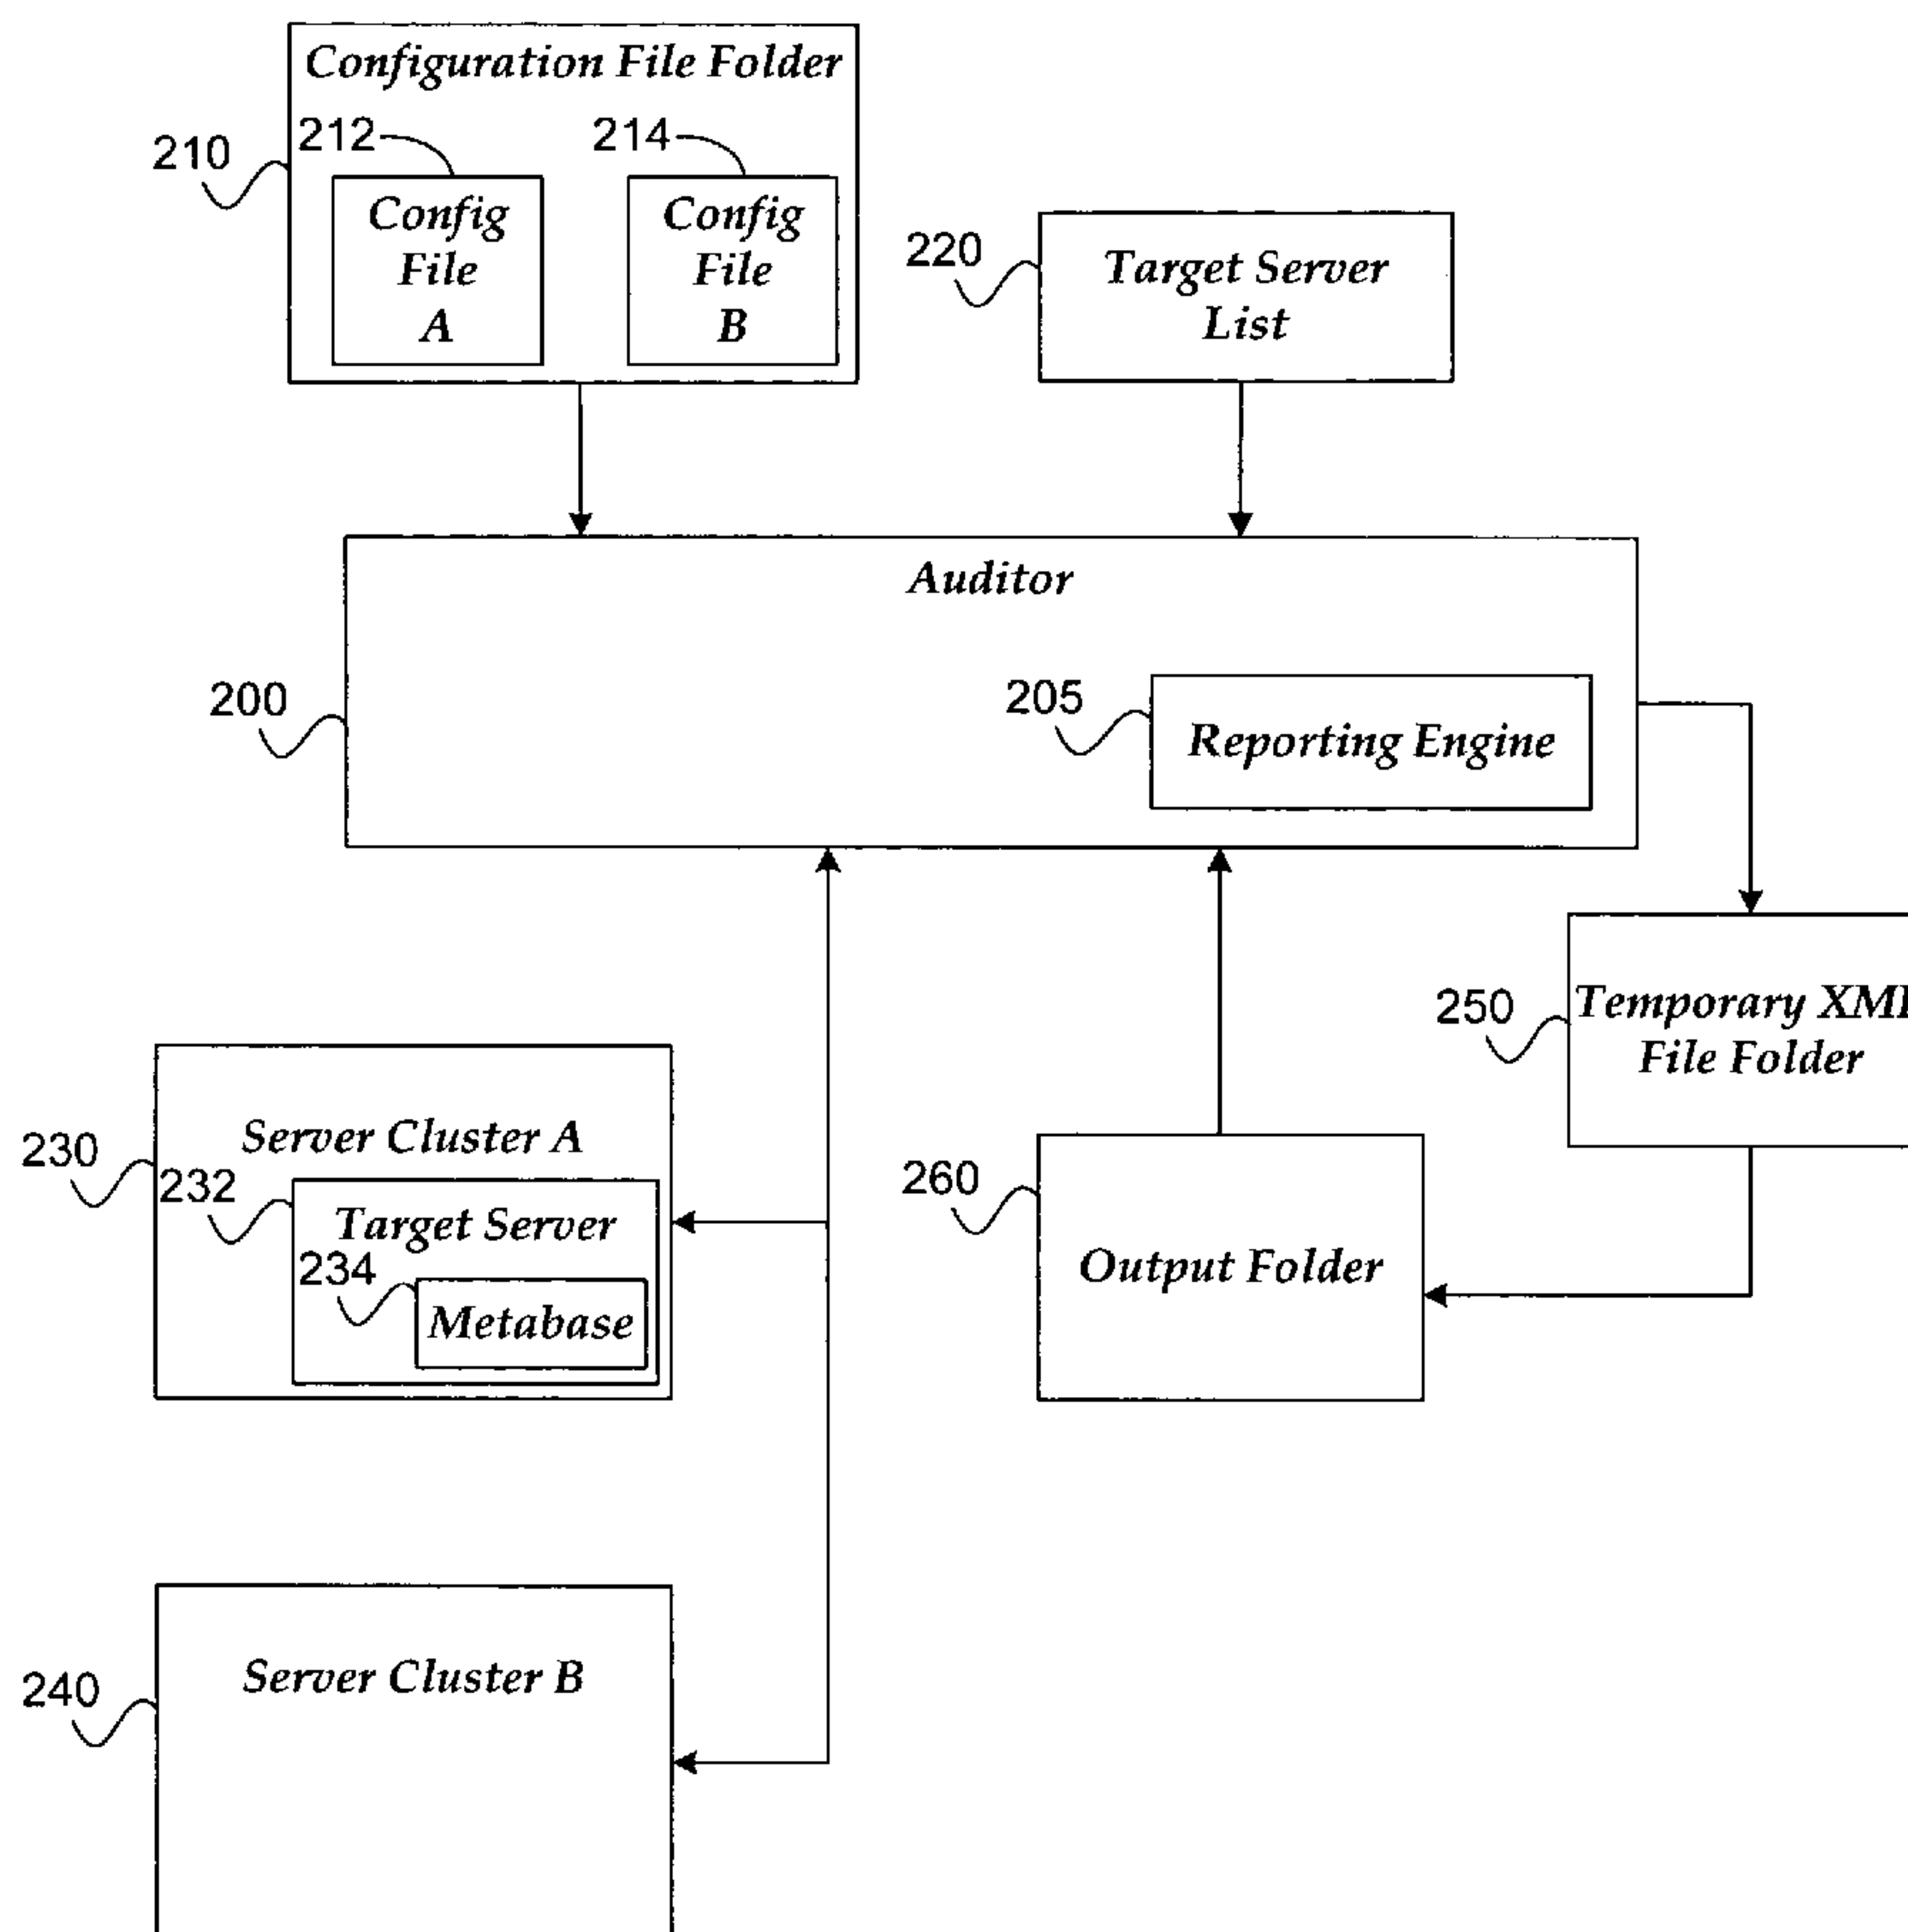 Configuration File Folder
210
212
214
Config
File
A
Config
File
B
220
Target Server
List
Auditor
200
205
Reporting Engine
250
Temporary
File Folder
230
Server Cluster A
232
Target Server
234
Metabase
260
Output Folder
240
Server Cluster B